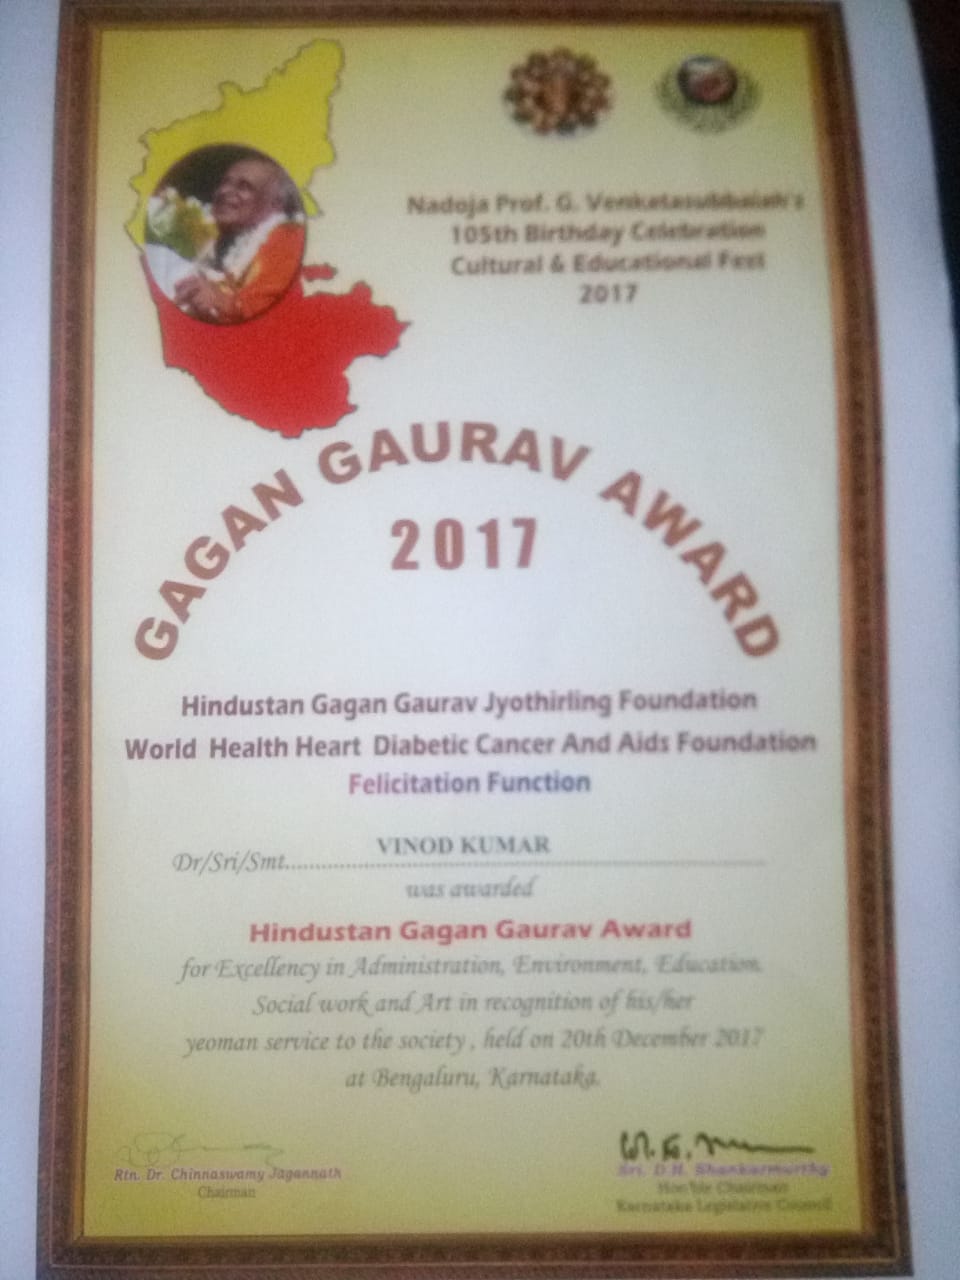 Nadoja Prof. G. Venkatasubbaiah's
105th Birthday Celebration
Cultural & Educational Fest
2017
GAGAN GAURAV AWARD
2017
Hindustan Gagan Gaurav Jyothirling Foundation
World Health Heart Diabetic Cancer And Aids Foundation
Felicitation Function
Dr/Sri/Smt. VINOD KUMAR
was awarded
Hindustan Gagan Gaurav Award
for Excellency in Administration, Environment, Education,
Social work and Art in recognition of his/her
yeoman service to the society, held on 20th December 2017
at Bengaluru, Karnataka.
Rtn. Dr. Chinnaswamy Jagannath
Chairman
Sri. D.H. Shankarmurthy
Hon'ble Chairman
Karnataka Legislative Council